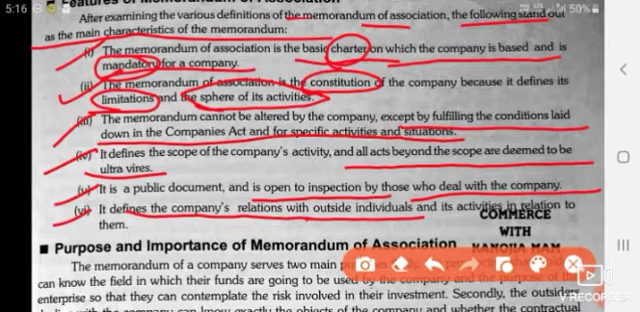 5:16
50%
Features of Memorandum of Association
After examining the various definitions of the memorandum of association, the following stand out
as the main characteristics of the memorandum:
(i) The memorandum of association is the basic charter on which the company is based and is
mandatory for a company.
(ii) The memorandum of association is the constitution of the company because it defines its
limitations and the sphere of its activities.
(iii) The memorandum cannot be altered by the company, except by fulfilling the conditions laid
down in the Companies Act and for specific activities and situations.
(iv) It defines the scope of the company's activity, and all acts beyond the scope are deemed to be
ultra vires.
(v) It is a public document, and is open to inspection by those who deal with the company.
(vi) It defines the company's relations with outside individuals and its activities in relation to
them.
COMMERCE
WITH
KANCHA MAM
■ Purpose and Importance of Memorandum of Association
The memorandum of a company serves two main
can know the field in which their funds are going to be used by the company and the purpose of the
enterprise so that they can contemplate the risk involved in their investment. Secondly, the outsiders
can know exactly the objects of the company and whether the contractual
V RECORDER